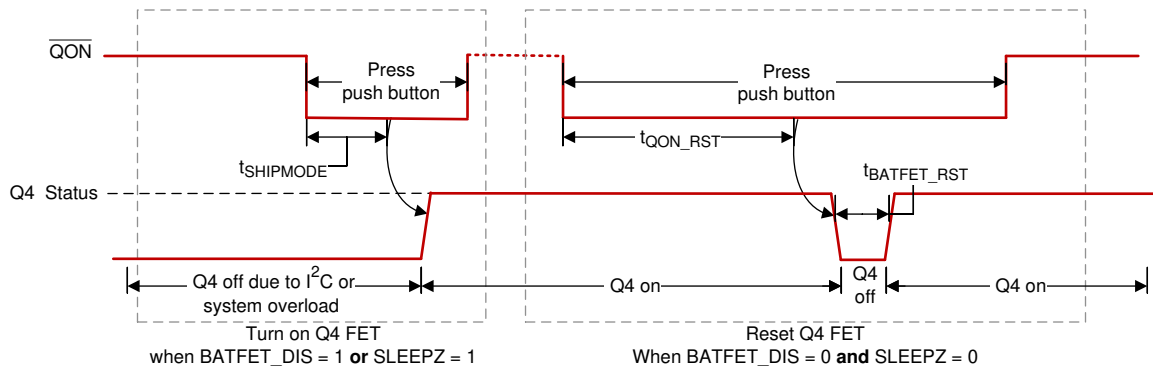 QON
Press
push button
Press
push button
tSHIPMODE
tQON_RST
tBATFET_RST
Q4 Status
Q4 off due to I²C or
system overload
Q4 on
Q4
off
Q4 on
Turn on Q4 FET
when BATFET_DIS = 1 or SLEEPZ = 1
Reset Q4 FET
When BATFET_DIS = 0 and SLEEPZ = 0